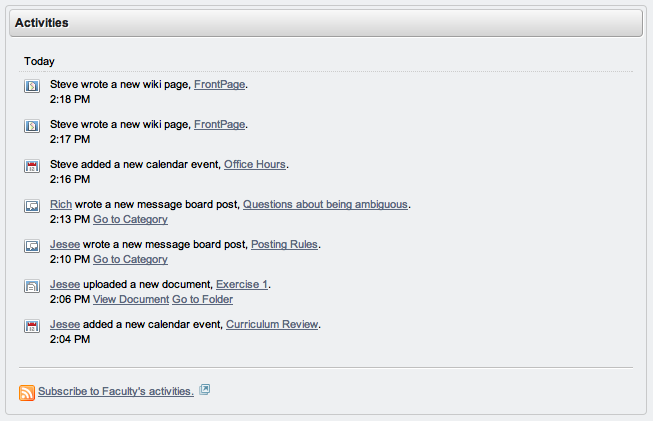 Activities
Today
Steve wrote a new wiki page, FrontPage.
2:18 PM
Steve wrote a new wiki page, FrontPage.
2:17 PM
Steve added a new calendar event, Office Hours.
2:16 PM
Rich wrote a new message board post, Questions about being ambiguous.
2:13 PM Go to Category
Jesee wrote a new message board post, Posting Rules.
2:10 PM Go to Category
Jesee uploaded a new document, Exercise 1.
2:06 PM View Document Go to Folder
Jesee added a new calendar event, Curriculum Review.
2:04 PM
Subscribe to Faculty's activities.